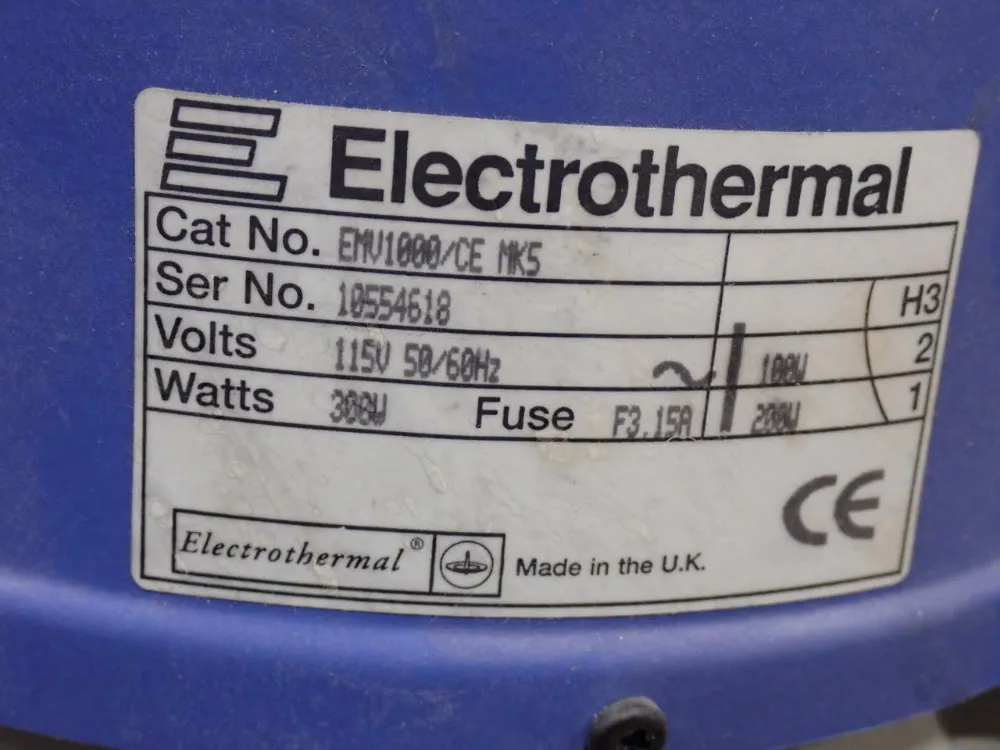 Electrothermal
Cat No. EMV1000/CE MK5
Ser No. 10554618 H3
Volts 115V 50/60Hz ~ 100W 2
Watts 300W Fuse F3.15A 200W 1
CE
Electrothermal® Made in the U.K.